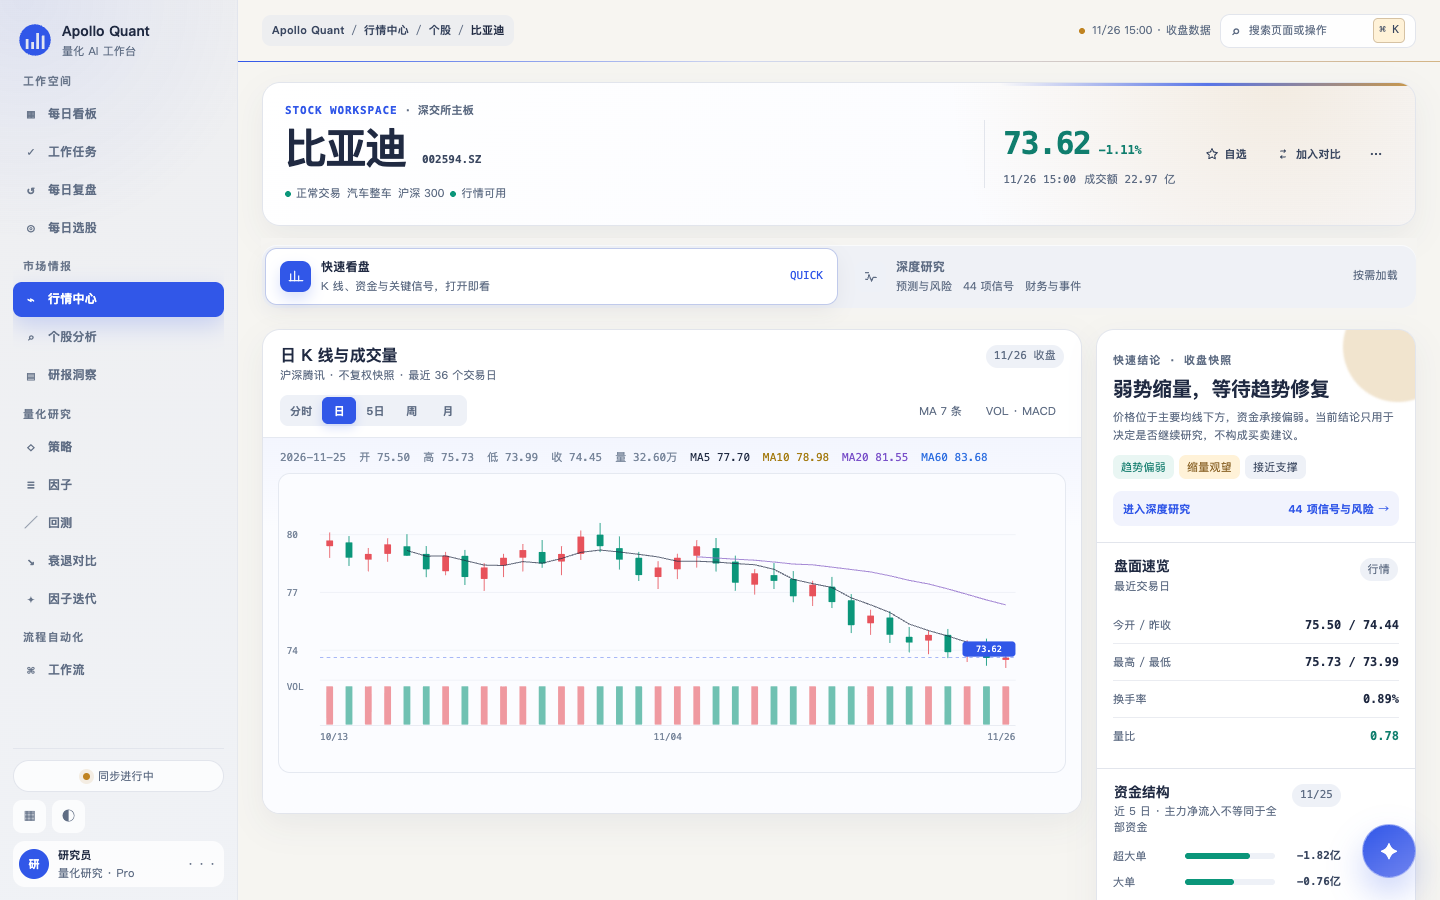 Apollo Quant
量化 AI 工作台
工作空间
每日看板
工作任务
每日复盘
每日选股
市场情报
行情中心
个股分析
研报洞察
量化研究
策略
因子
回测
衰退对比
因子迭代
流程自动化
工作流
同步进行中
研
研究员
量化研究 · Pro
Apollo Quant / 行情中心 / 个股 / 比亚迪
11/26 15:00 · 收盘数据
搜索页面或操作
⌘ K
STOCK WORKSPACE · 深交所主板
比亚迪 002594.SZ
正常交易 汽车整车 沪深 300 行情可用
73.62 −1.11%
11/26 15:00 成交额 22.97 亿
自选
加入对比
快速看盘
K 线、资金与关键信号，打开即看
QUICK
深度研究
预测与风险 44 项信号 财务与事件
按需加载
日 K 线与成交量
沪深腾讯 · 不复权快照 · 最近 36 个交易日
11/26 收盘
分时 日 5日 周 月
MA 7 条 VOL · MACD
2026-11-25 开 75.50 高 75.73 低 73.99 收 74.45 量 32.60万 MA5 77.70 MA10 78.98 MA20 81.55 MA60 83.68
80
77
74
73.62
VOL
10/13 11/04 11/26
快速结论 · 收盘快照
弱势缩量，等待趋势修复
价格位于主要均线下方，资金承接偏弱。当前结论只用于
决定是否继续研究，不构成买卖建议。
趋势偏弱 缩量观望 接近支撑
进入深度研究 44 项信号与风险 →
盘面速览
最近交易日
行情
今开 / 昨收 75.50 / 74.44
最高 / 最低 75.73 / 73.99
换手率 0.89%
量比 0.78
资金结构
11/25
近 5 日 · 主力净流入不等同于全
部资金
超大单 −1.82亿
大单 −0.76亿